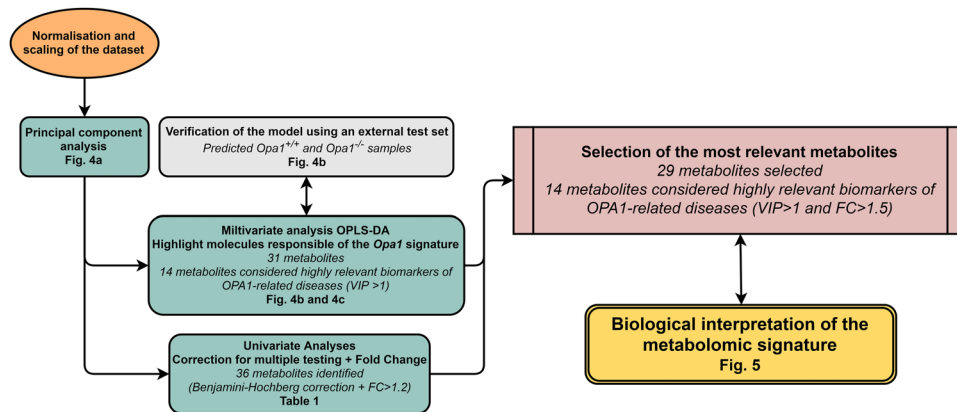 Normalisation and
scaling of the dataset
Principal component
analysis
Fig. 4a
Verification of the model using an external test set
Predicted Opa1+/+ and Opa1-/- samples
Fig. 4b
Miltivariate analysis OPLS-DA
Highlight molecules responsible of the Opa1 signature
31 metabolites
14 metabolites considered highly relevant biomarkers of
OPA1-related diseases (VIP >1)
Fig. 4b and 4c
Univariate Analyses
Correction for multiple testing + Fold Change
36 metabolites identified
(Benjamini-Hochberg correction + FC>1.2)
Table 1
Selection of the most relevant metabolites
29 metabolites selected
14 metabolites considered highly relevant biomarkers of
OPA1-related diseases (VIP>1 and FC>1.5)
Biological interpretation of the
metabolomic signature
Fig. 5